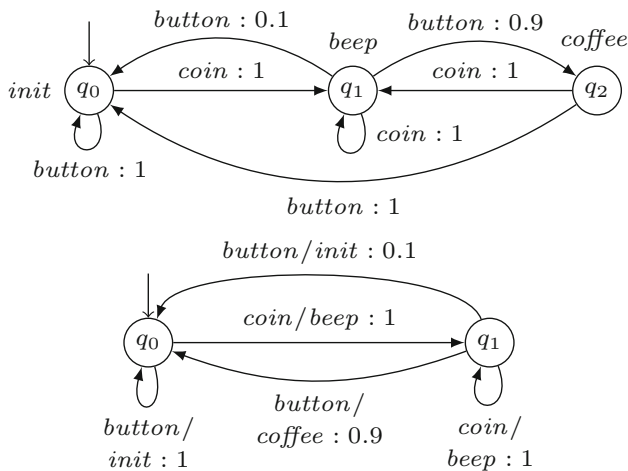 button : 0.1
beep
button : 0.9
coffee
init
q0
coin : 1
q1
coin : 1
q2
coin : 1
button : 1
button : 1
button/init : 0.1
q0
coin/beep : 1
q1
button/
init : 1
button/
coffee : 0.9
coin/
beep : 1